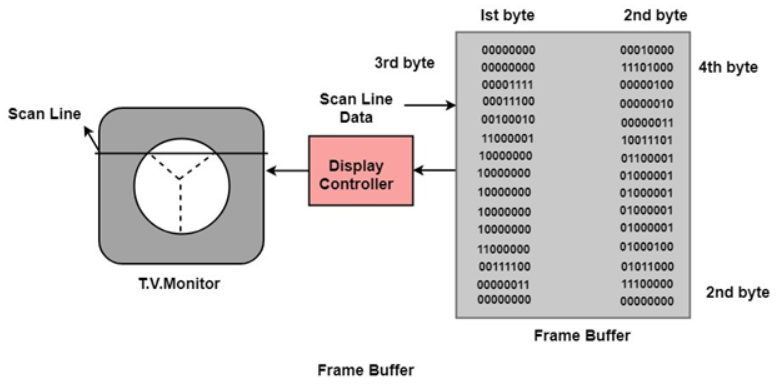 Ist byte 2nd byte
3rd byte
00000000 00010000
00000000 11101000
4th byte
00001111 00000100
Scan Line
Data
00011100 00000010
00100010 00000011
Scan Line
11000001 10011101
10000000 01100001
Display
Controller
10000000 01000001
10000000 01000001
10000000 01000001
10000000 01000001
11000000 01000100
00111100 01011000
T.V.Monitor
00000011 11100000
2nd byte
00000000 00000000
Frame Buffer
Frame Buffer